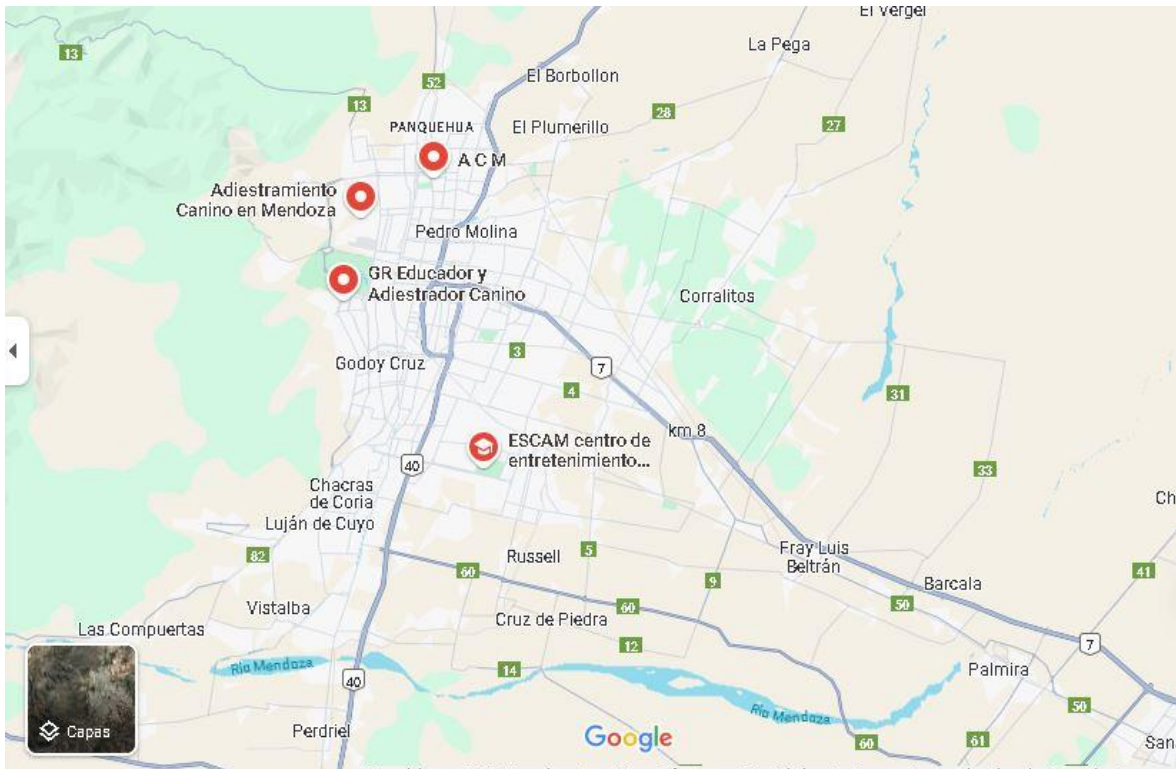 El Vergel
La Pega
13
El Borbollon
52
13
28
27
PANQUEHUA
El Plumerillo
A C M
Adiestramiento
Canino en Mendoza
Pedro Molina
GR Educador y
Adiestrador Canino
Corralitos
Godoy Cruz
3
7
4
31
km 8
ESCAM centro de
entretenimiento...
40
33
Chacras
de Coria
Luján de Cuyo
Ch
82
Russell
5
Fray Luis
Beltrán
60
9
Barcala
41
50
Vistalba
60
Cruz de Piedra
Las Compuertas
12
7
Río Mendoza
14
40
Palmira
Río Mendoza
50
Capas
Perdriel
Google
60
61
San